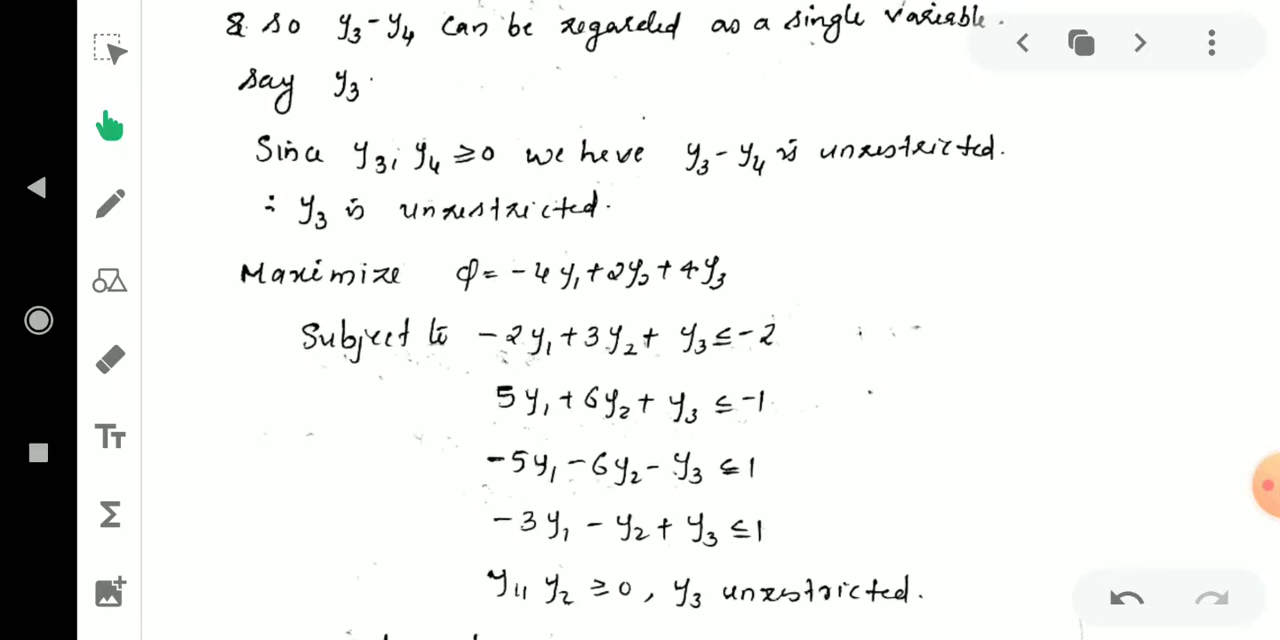 & so y₃-y₄ can be regarded as a single variable.
say y₃.
Since y₃, y₄ ≥0 we have y₃-y₄ is unrestricted.
∴ y₃ is unrestricted.
Maximize φ= -4y₁+2y₂+4y₃
Subject to -2y₁+3y₂+ y₃≤-2
5y₁+6y₂+ y₃ ≤ -1
-5y₁-6y₂- y₃ ≤1
-3y₁ - y₂+ y₃ ≤1
y₁, y₂ ≥0, y₃ unrestricted.